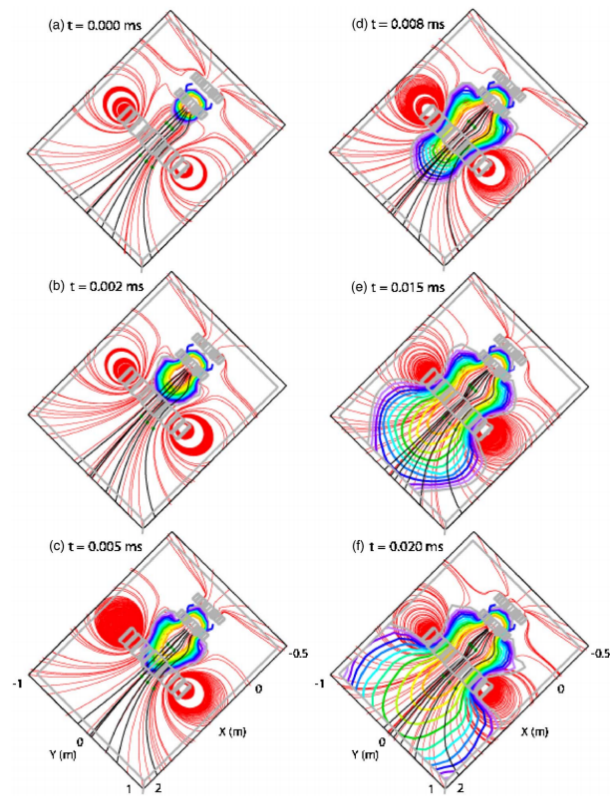 (a) t = 0.000 ms
(d) t = 0.008 ms
(b) t = 0.002 ms
(e) t = 0.015 ms
(c) t = 0.005 ms
(f) t = 0.020 ms
-1
-0.5
-1
-0.5
0
0
X (m)
X (m)
0
0
Y (m)
Y (m)
1 2
1 2